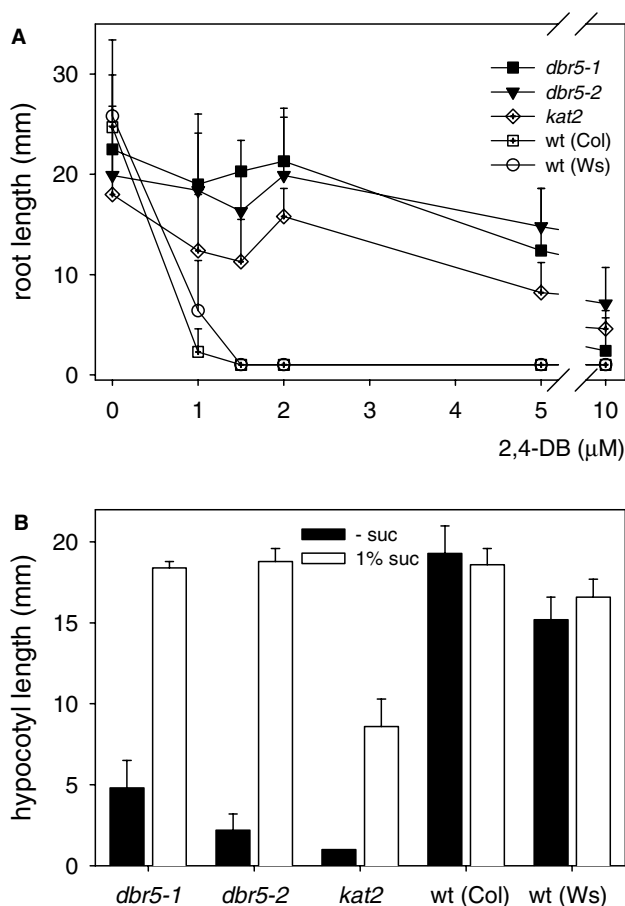 A
root length (mm)
30
20
10
0
dbr5-1
dbr5-2
kat2
wt (Col)
wt (Ws)
0 1 2 3 4 5 10
2,4-DB (μM)
B
hypocotyl length (mm)
20
15
10
5
0
- suc
1% suc
dbr5-1 dbr5-2 kat2 wt (Col) wt (Ws)